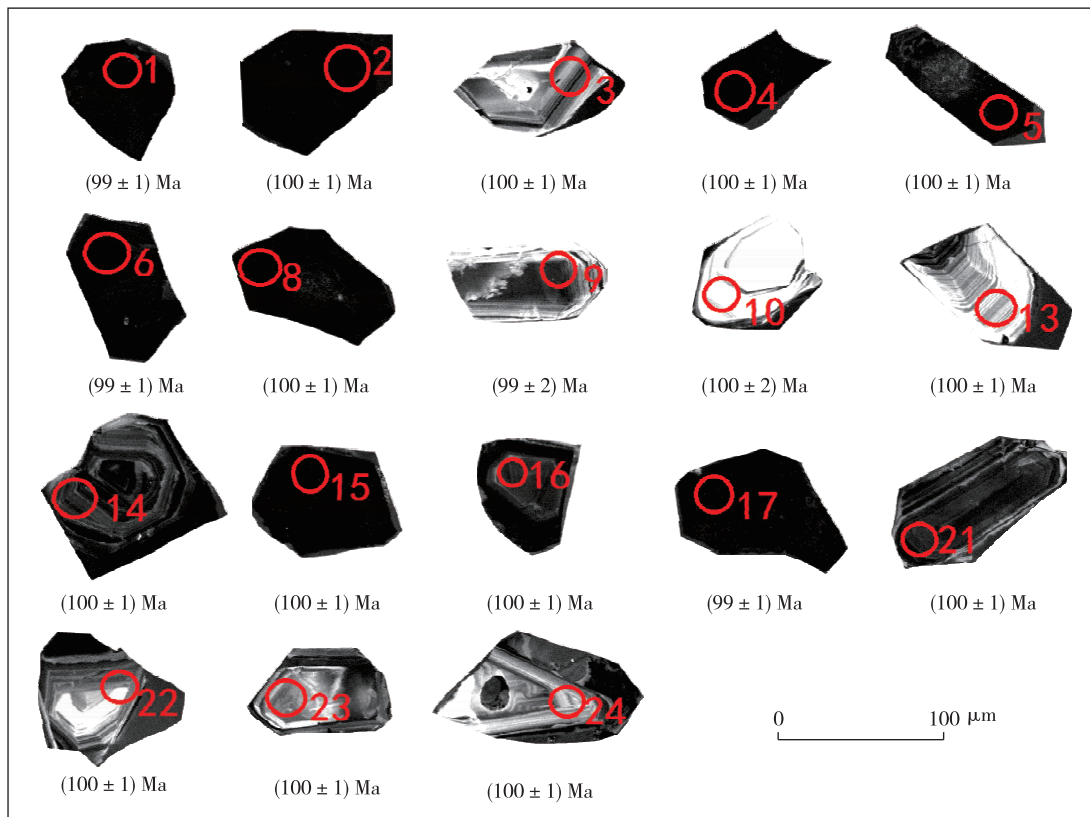 1 2 3 4 5
(99 ± 1) Ma (100 ± 1) Ma (100 ± 1) Ma (100 ± 1) Ma (100 ± 1) Ma
6 8 9 10 13
(99 ± 1) Ma (100 ± 1) Ma (99 ± 2) Ma (100 ± 2) Ma (100 ± 1) Ma
14 15 16 17 21
(100 ± 1) Ma (100 ± 1) Ma (100 ± 1) Ma (99 ± 1) Ma (100 ± 1) Ma
22 23 24
0 100 μm
(100 ± 1) Ma (100 ± 1) Ma (100 ± 1) Ma